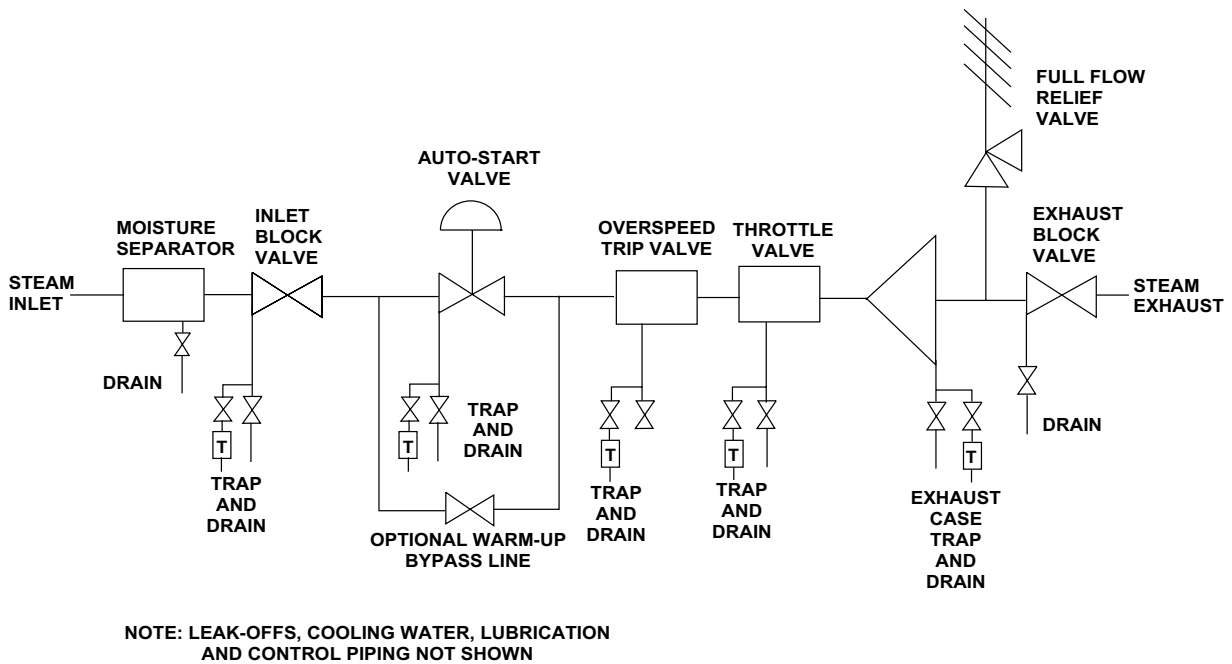 FULL FLOW
RELIEF
VALVE
AUTO-START
VALVE
MOISTURE
SEPARATOR
INLET
BLOCK
VALVE
OVERSPEED
TRIP VALVE
THROTTLE
VALVE
EXHAUST
BLOCK
VALVE
STEAM
INLET
STEAM
EXHAUST
DRAIN
T
TRAP
AND
DRAIN
T
TRAP
AND
DRAIN
T
TRAP
AND
DRAIN
T
TRAP
AND
DRAIN
T
EXHAUST
CASE
TRAP
AND
DRAIN
DRAIN
OPTIONAL WARM-UP
BYPASS LINE
NOTE: LEAK-OFFS, COOLING WATER, LUBRICATION
AND CONTROL PIPING NOT SHOWN